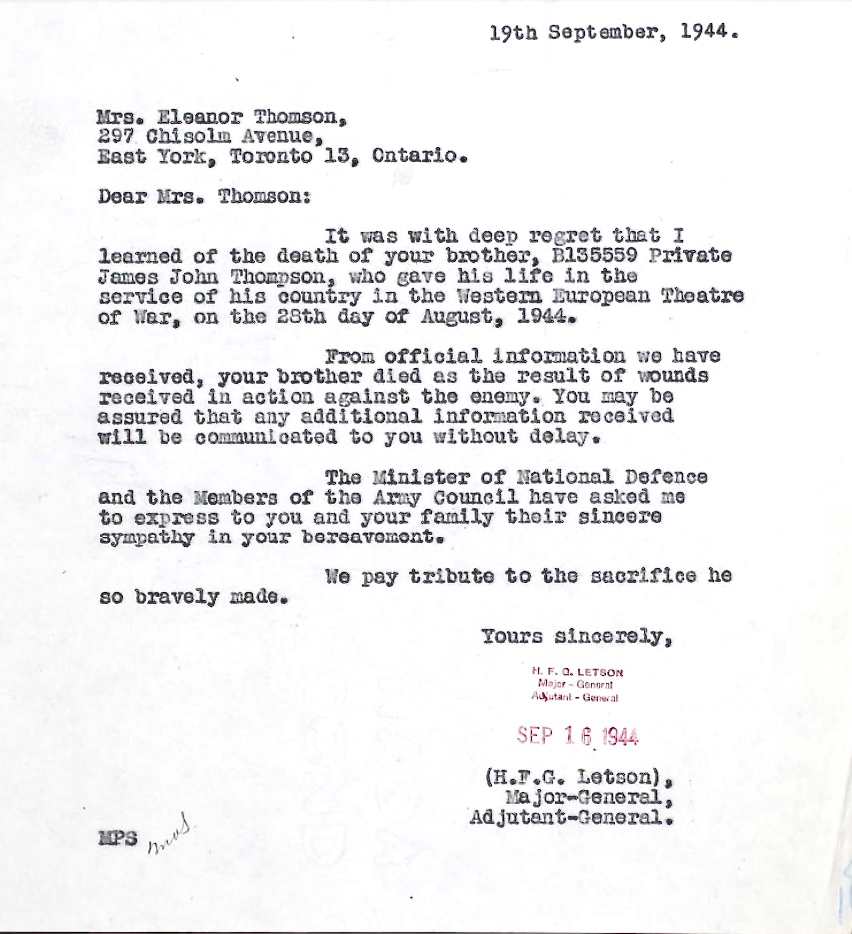 19th September, 1944.
Mrs. Eleanor Thomson,
297 Chisolm Avenue,
East York, Toronto 13, Ontario.
Dear Mrs. Thomson:
It was with deep regret that I
learned of the death of your brother, B135559 Private
James John Thompson, who gave his life in the
service of his country in the Western European Theatre
of War, on the 28th day of August, 1944.
From official information we have
received, your brother died as the result of wounds
received in action against the enemy. You may be
assured that any additional information received
will be communicated to you without delay.
The Minister of National Defence
and the Members of the Army Council have asked me
to express to you and your family their sincere
sympathy in your bereavement.
We pay tribute to the sacrifice he
so bravely made.
Yours sincerely,
H. F. G. LETSON
Major - General
Adjutant - General
SEP 16 1944
(H.F.G. Letson),
Major-General,
Adjutant-General.
MPS